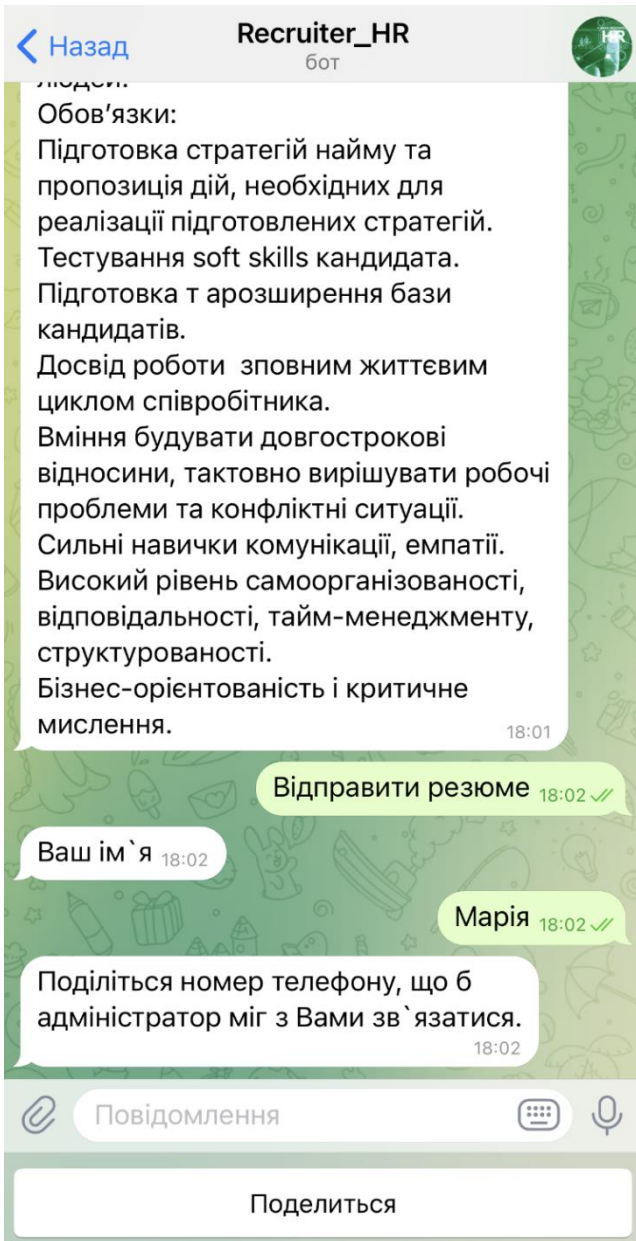 Назад
Recruiter_HR
бот
HR
людей.
Обов’язки:
Підготовка стратегій найму та
пропозиція дій, необхідних для
реалізації підготовлених стратегій.
Тестування soft skills кандидата.
Підготовка т арозширення бази
кандидатів.
Досвід роботи  зповним життєвим
циклом співробітника.
Вміння будувати довгострокові
відносини, тактовно вирішувати робочі
проблеми та конфліктні ситуації.
Сильні навички комунікації, емпатії.
Високий рівень самоорганізованості,
відповідальності, тайм-менеджменту,
структурованості.
Бізнес-орієнтованість і критичне
мислення. 18:01
Відправити резюме 18:02
Ваш ім`я 18:02
Марія 18:02
Поділіться номер телефону, що б
адміністратор міг з Вами зв`язатися.
18:02
Повідомлення
Поделиться